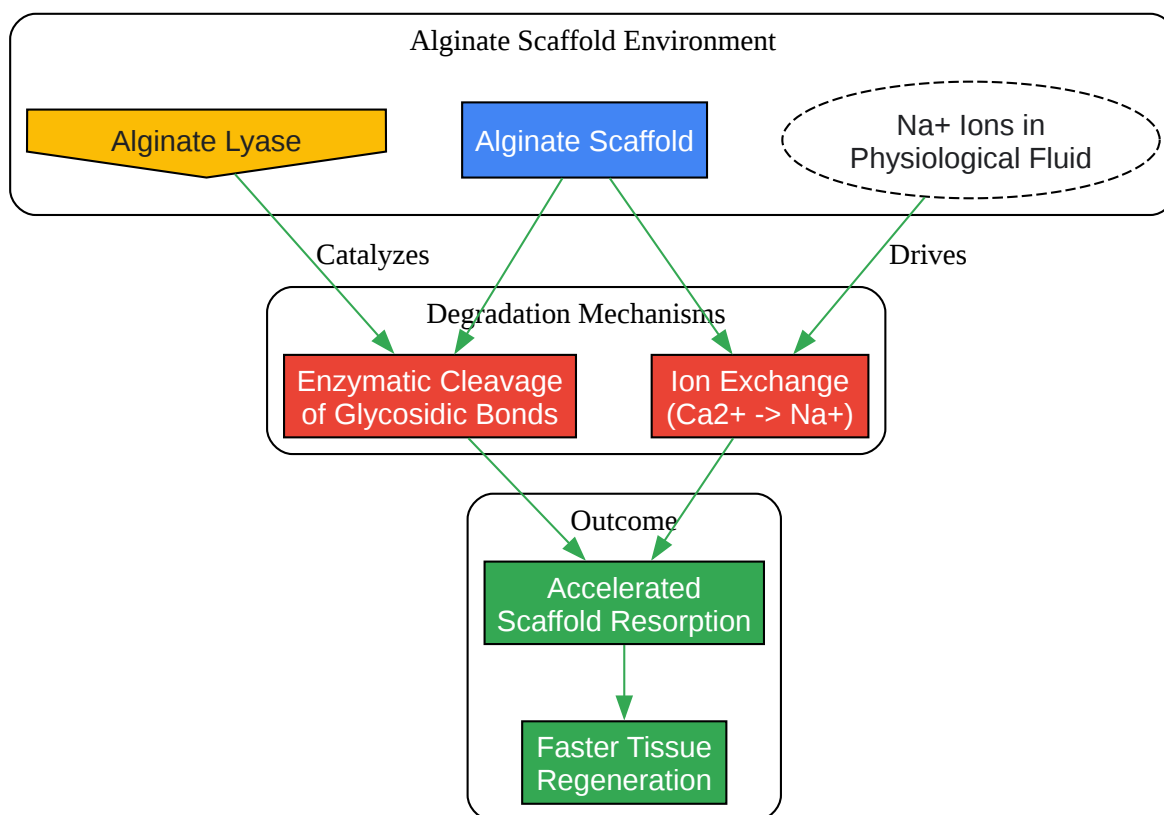 Alginate Scaffold Environment
Alginate Lyase
Alginate Scaffold
Na+ Ions in
Physiological Fluid
Catalyzes
Drives
Degradation Mechanisms
Enzymatic Cleavage
of Glycosidic Bonds
Ion Exchange
(Ca2+ -> Na+)
Outcome
Accelerated
Scaffold Resorption
Faster Tissue
Regeneration